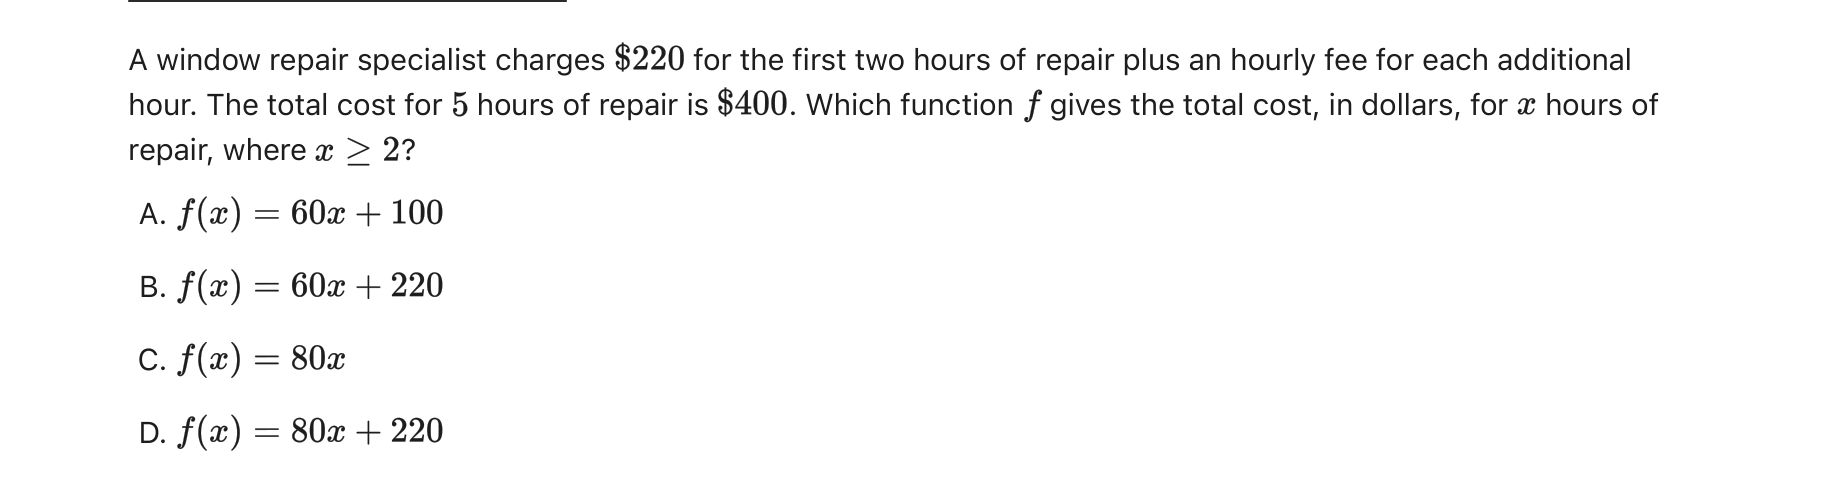 A window repair specialist charges $220 for the first two hours of repair plus an hourly fee for each additional
hour. The total cost for 5 hours of repair is $400. Which function f gives the total cost, in dollars, for x hours of
repair, where x ≥ 2?
A. f(x) = 60x + 100
B. f(x) = 60x + 220
C. f(x) = 80x
D. f(x) = 80x + 220